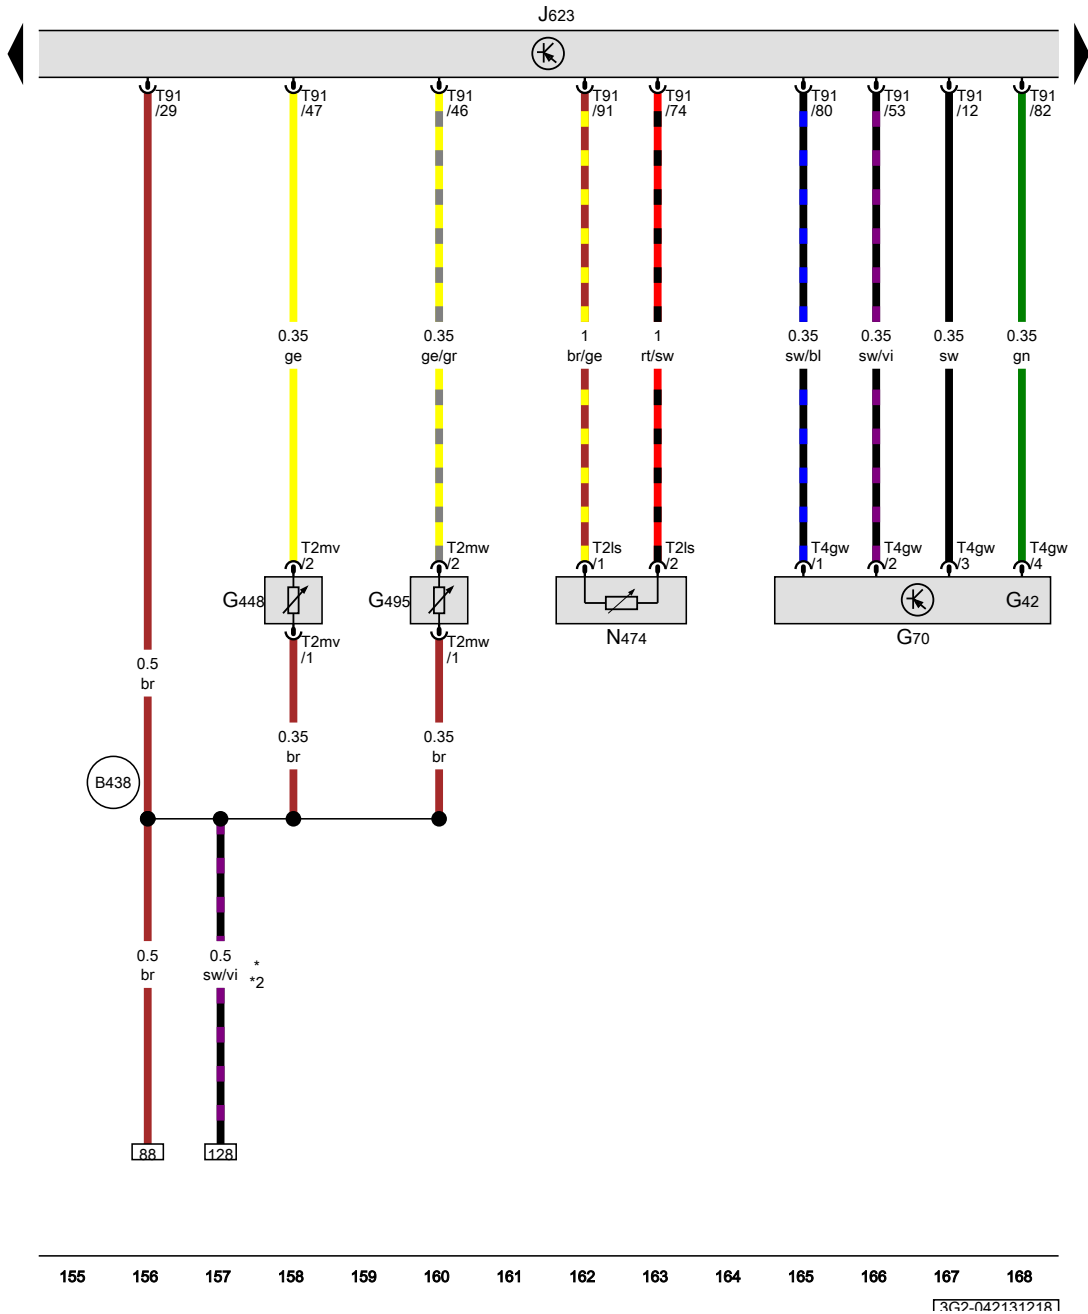 J623
T91 T91 T91 T91 T91 T91 T91 T91 T91
/29 /47 /46 /91 /74 /80 /53 /12 /82
0.35 0.35 1 1 0.35 0.35 0.35 0.35
ge ge/gr br/ge rt/sw sw/bl sw/vi sw gn
T2mv T2mw T2ls T2ls T4gw T4gw T4gw T4gw
/2 /2 /1 /2 /1 /2 /3 /4
G448 G495 G42
N474 G70
T2mv T2mw
/1 /1
0.5
br
0.35 0.35
br br
B438
0.5 0.5 *
br sw/vi *2
88 128
155 156 157 158 159 160 161 162 163 164 165 166 167 168
3G2-042131218